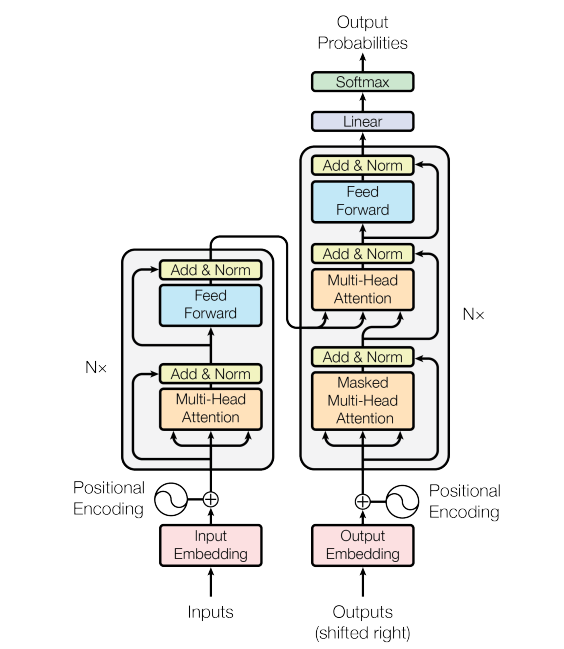 Output
Probabilities
Softmax
Linear
Add & Norm
Feed
Forward
Add & Norm
Multi-Head
Attention
Add & Norm
Masked
Multi-Head
Attention
N×
Add & Norm
Feed
Forward
Add & Norm
Multi-Head
Attention
N×
Positional
Encoding
Positional
Encoding
Input
Embedding
Output
Embedding
Inputs
Outputs
(shifted right)